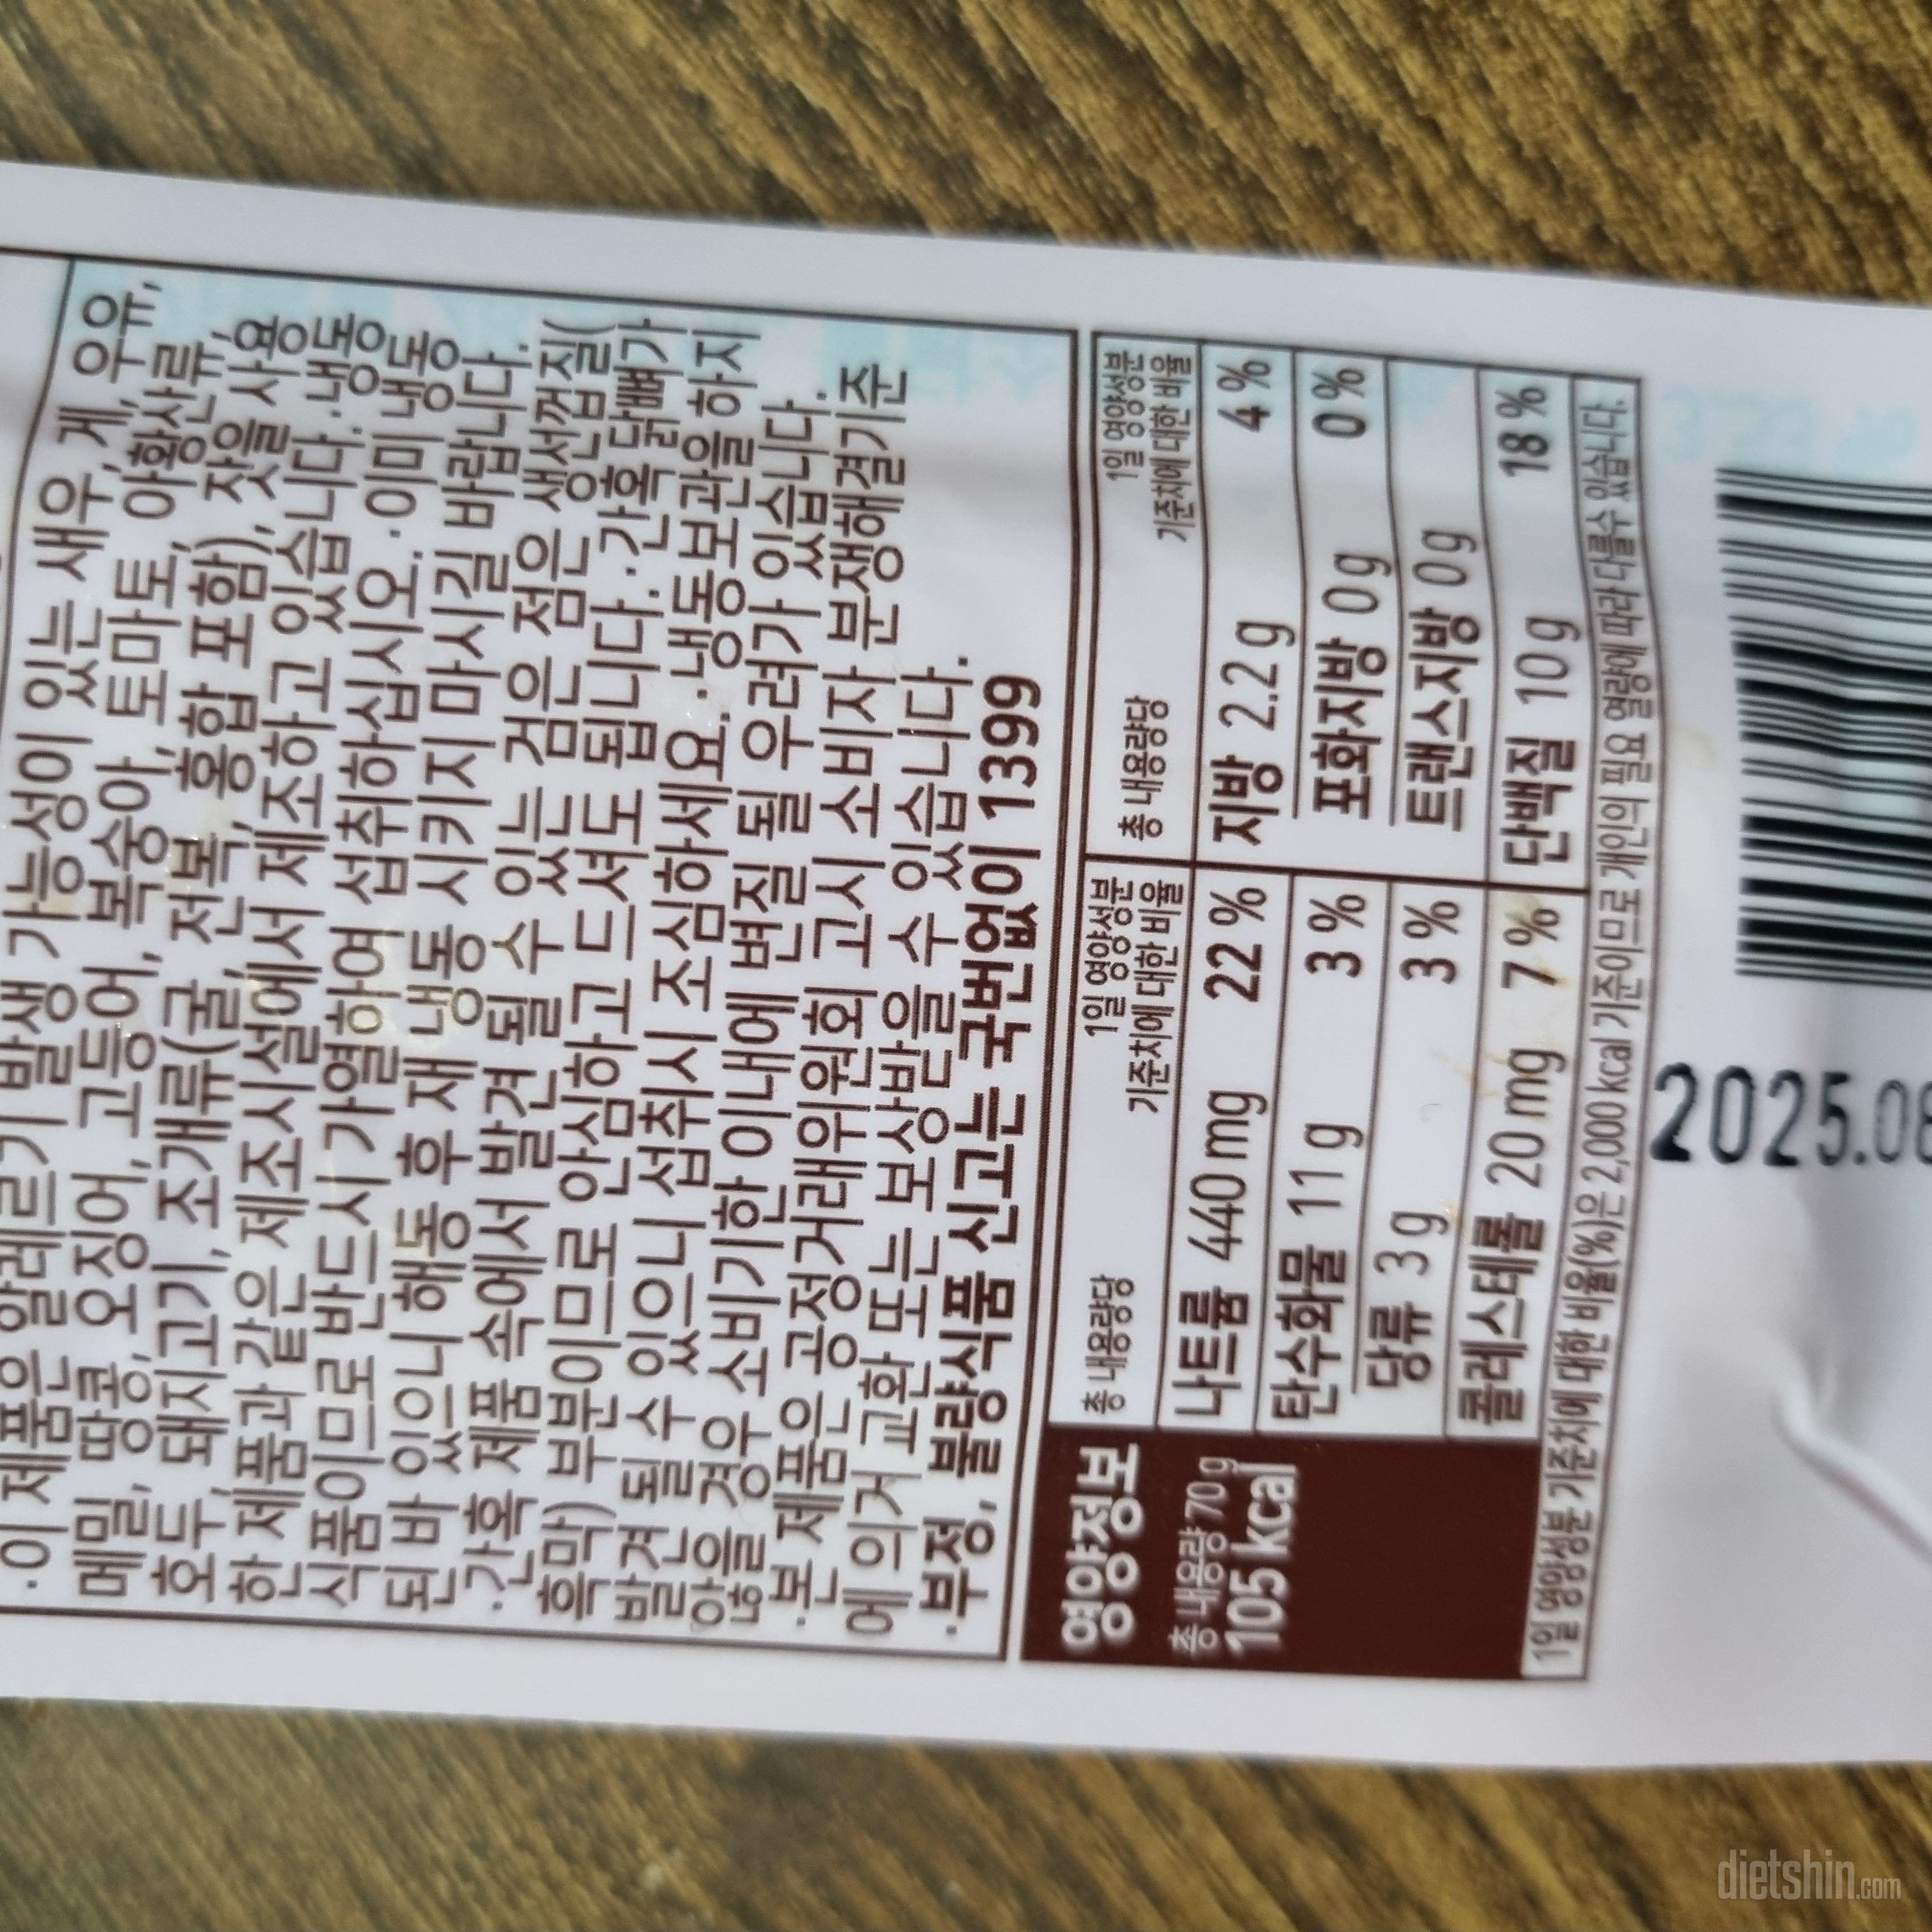 ·이 제품은 알레르기 발생 가능성이 있는 새우, 게, 우유,
메밀, 땅콩, 오징어, 고등어, 복숭아, 토마토, 아황산류,
호두, 돼지고기, 조개류(굴, 전복, 홍합 포함), 잣을 사용
한 제품과 같은 제조시설에서 제조하고 있습니다. ·냉동
식품이므로 반드시 가열하여 섭취하십시오. ·이미 냉동
된 바 있으니 해동 후 재 냉동 시키지 마시길 바랍니다.
·간혹 제품 속에서 발견 될 수 있는 검은 점은 생선껍질(
흑막) 부분이므로 안심하고 드셔도 됩니다. ·간혹 닭뼈가
발견 될 수 있으니 섭취시 조심하세요. ·냉동보관을 하지
않을 경우 소비기한 이내에 변질 될 우려가 있습니다.
·본 제품은 공정거래위원회 고시 소비자 분쟁해결기준
에 의거 교환 또는 보상받을 수 있습니다.
·부정, 불량식품 신고는 국번없이 1399
영양정보
총 내용량 70 g
105 kcal
총 내용량당 1일 영양성분 기준치에 대한 비율 총 내용량당 1일 영양성분 기준치에 대한 비율
나트륨 440 mg 22 % 지방 2.2 g 4 %
탄수화물 11 g 3 % 포화지방 0 g 0 %
당류 3 g 3 % 트랜스지방 0 g
콜레스테롤 20 mg 7 % 단백질 10 g 18 %
1일 영양성분 기준치에 대한 비율(%)은 2,000 kcal 기준이므로 개인의 필요 열량에 따라 다를수 있습니다.
2025.08
dietshin.com